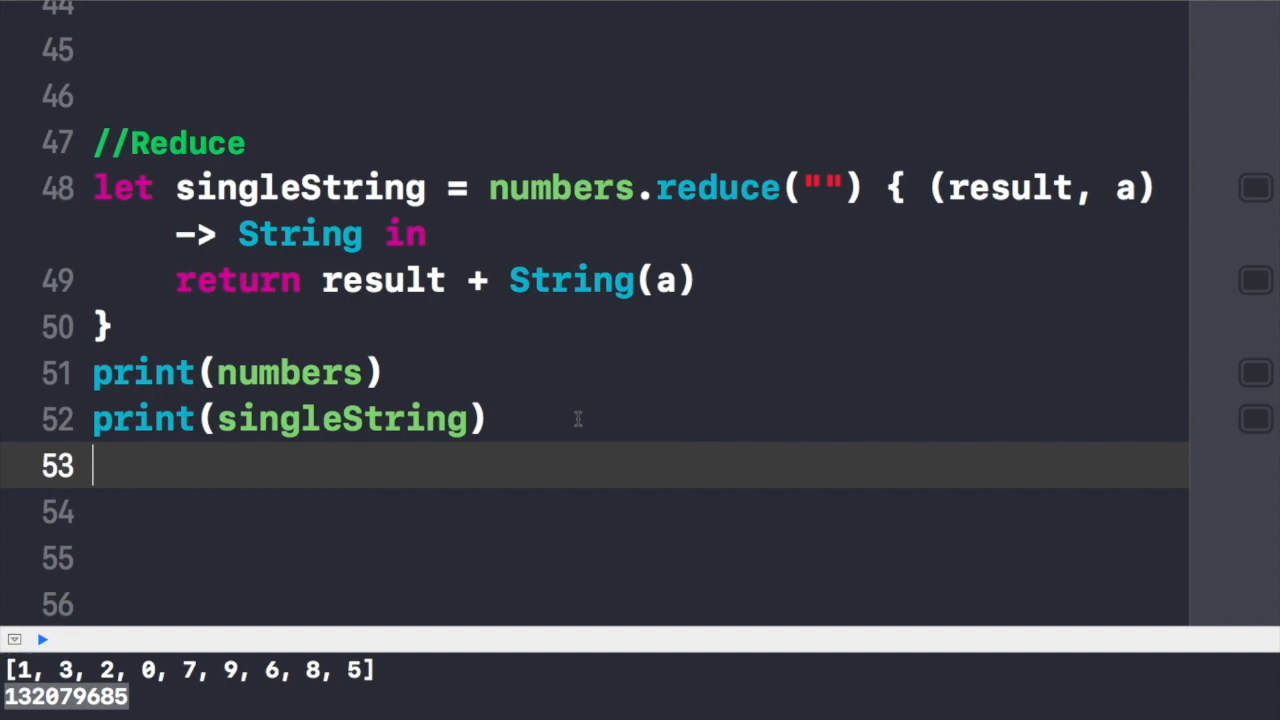 44
45
46
47 //Reduce
48 let singleString = numbers.reduce("") { (result, a)
-> String in
49 return result + String(a)
50 }
51 print(numbers)
52 print(singleString)
53
54
55
56
[1, 3, 2, 0, 7, 9, 6, 8, 5]
132079685